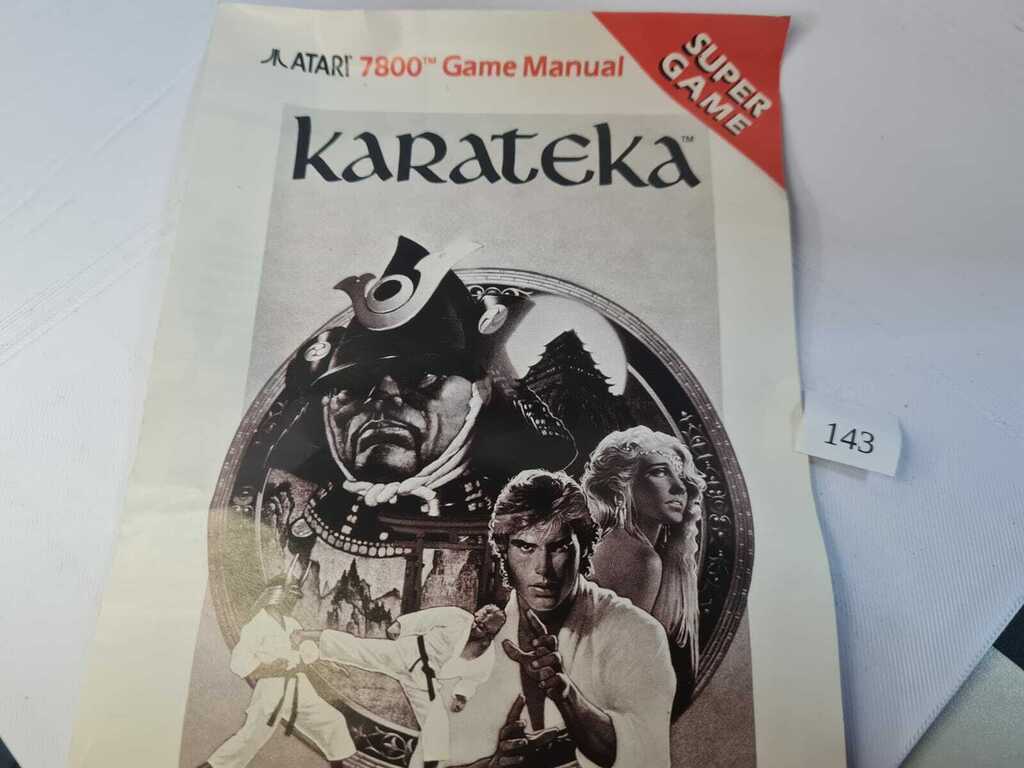 ATARI 7800™ Game Manual
SUPER
GAME
KARATEKA™
143